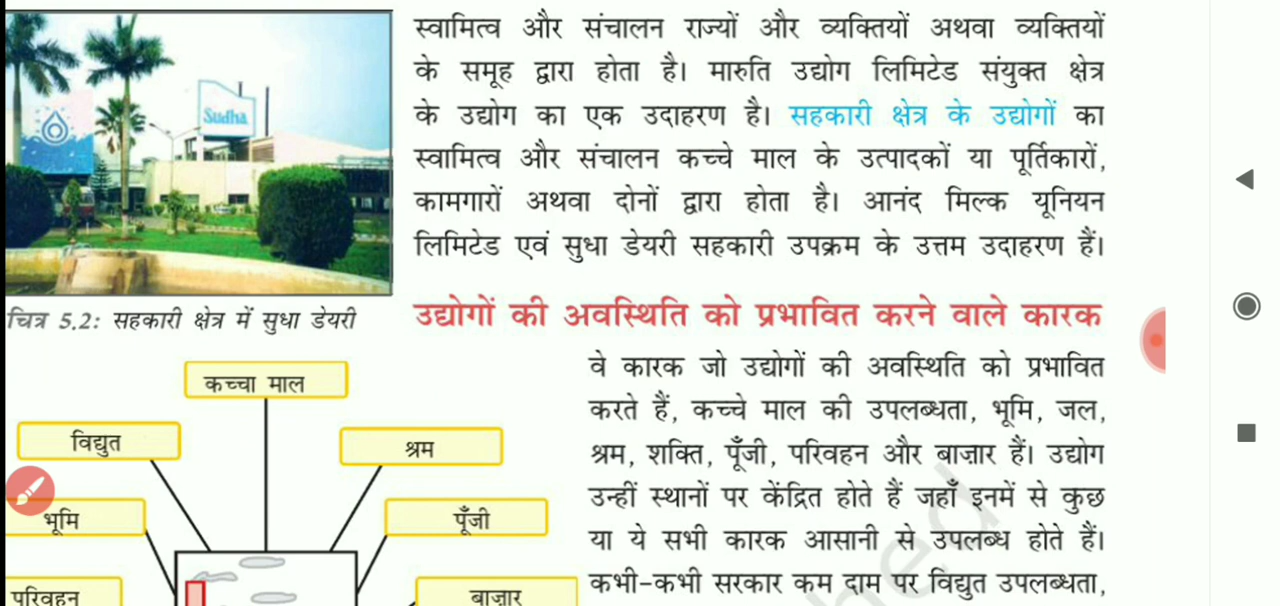 स्वामित्व और संचालन राज्यों और व्यक्तियों अथवा व्यक्तियों
के समूह द्वारा होता है। मारुति उद्योग लिमिटेड संयुक्त क्षेत्र
के उद्योग का एक उदाहरण है। सहकारी क्षेत्र के उद्योगों का
स्वामित्व और संचालन कच्चे माल के उत्पादकों या पूर्तिकारों,
कामगारों अथवा दोनों द्वारा होता है। आनंद मिल्क यूनियन
लिमिटेड एवं सुधा डेयरी सहकारी उपक्रम के उत्तम उदाहरण हैं।
Sudha
चित्र 5.2: सहकारी क्षेत्र में सुधा डेयरी
उद्योगों की अवस्थिति को प्रभावित करने वाले कारक
वे कारक जो उद्योगों की अवस्थिति को प्रभावित
करते हैं, कच्चे माल की उपलब्धता, भूमि, जल,
श्रम, शक्ति, पूँजी, परिवहन और बाज़ार हैं। उद्योग
उन्हीं स्थानों पर केंद्रित होते हैं जहाँ इनमें से कुछ
या ये सभी कारक आसानी से उपलब्ध होते हैं।
कभी-कभी सरकार कम दाम पर विद्युत उपलब्धता,
कच्चा माल
विद्युत
श्रम
भूमि
पूँजी
परिवहन
बाज़ार
hed